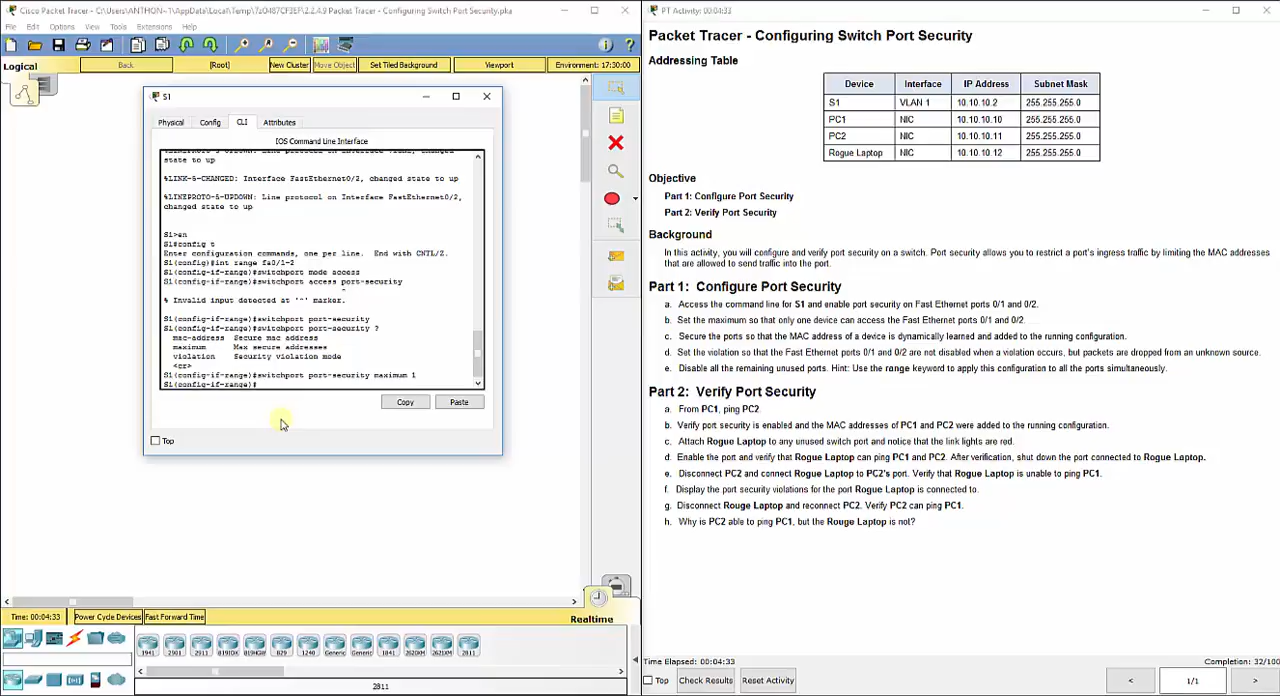 Cisco Packet Tracer - C:\Users\ANTHON~1\AppData\Local\Temp\7zO487CF3EF\2.2.4.9 Packet Tracer - Configuring Switch Port Security.pka
File Edit Options View Tools Extensions Help
Logical Back [Root] New Cluster Move Object Set Tiled Background Viewport Environment: 17:30:00
S1
Physical Config CLI Attributes
IOS Command Line Interface
state to up
%LINK-5-CHANGED: Interface FastEthernet0/2, changed state to up
%LINEPROTO-5-UPDOWN: Line protocol on Interface FastEthernet0/2,
changed state to up
S1>en
S1#config t
Enter configuration commands, one per line. End with CNTL/Z.
S1(config)#int range fa0/1-2
S1(config-if-range)#switchport mode access
S1(config-if-range)#switchport access port-security
^
% Invalid input detected at '^' marker.
S1(config-if-range)#switchport port-security
S1(config-if-range)#switchport port-security ?
mac-address Secure mac address
maximum Max secure addresses
violation Security violation mode
<cr>
S1(config-if-range)#switchport port-security maximum 1
S1(config-if-range)#
Copy Paste
Top
Time: 00:04:33 Power Cycle Devices Fast Forward Time Realtime
1941 2901 2911 819IOX 819HGW 829 1240 Generic Generic 1841 2620XM 2621XM 2811
2811
PT Activity: 00:04:33
Packet Tracer - Configuring Switch Port Security
Addressing Table
Device Interface IP Address Subnet Mask
S1 VLAN 1 10.10.10.2 255.255.255.0
PC1 NIC 10.10.10.10 255.255.255.0
PC2 NIC 10.10.10.11 255.255.255.0
Rogue Laptop NIC 10.10.10.12 255.255.255.0
Objective
Part 1: Configure Port Security
Part 2: Verify Port Security
Background
In this activity, you will configure and verify port security on a switch. Port security allows you to restrict a port's ingress traffic by limiting the MAC addresses
that are allowed to send traffic into the port.
Part 1: Configure Port Security
a. Access the command line for S1 and enable port security on Fast Ethernet ports 0/1 and 0/2.
b. Set the maximum so that only one device can access the Fast Ethernet ports 0/1 and 0/2.
c. Secure the ports so that the MAC address of a device is dynamically learned and added to the running configuration.
d. Set the violation so that the Fast Ethernet ports 0/1 and 0/2 are not disabled when a violation occurs, but packets are dropped from an unknown source.
e. Disable all the remaining unused ports. Hint: Use the range keyword to apply this configuration to all the ports simultaneously.
Part 2: Verify Port Security
a. From PC1, ping PC2.
b. Verify port security is enabled and the MAC addresses of PC1 and PC2 were added to the running configuration.
c. Attach Rogue Laptop to any unused switch port and notice that the link lights are red.
d. Enable the port and verify that Rogue Laptop can ping PC1 and PC2. After verification, shut down the port connected to Rogue Laptop.
e. Disconnect PC2 and connect Rogue Laptop to PC2's port. Verify that Rogue Laptop is unable to ping PC1.
f. Display the port security violations for the port Rogue Laptop is connected to.
g. Disconnect Rouge Laptop and reconnect PC2. Verify PC2 can ping PC1.
h. Why is PC2 able to ping PC1, but the Rouge Laptop is not?
Time Elapsed: 00:04:33 Completion: 32/100
Top Check Results Reset Activity < 1/1 >